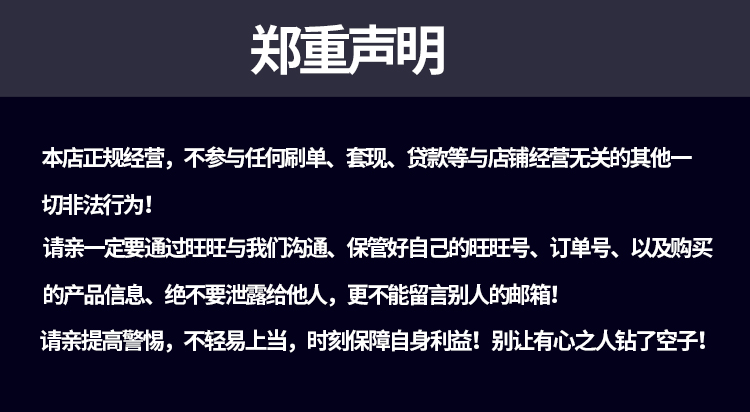 郑重声明
本店正规经营，不参与任何刷单、套现、贷款等与店铺经营无关的其他一
切非法行为！
请亲一定要通过旺旺与我们沟通、保管好自己的旺旺号、订单号、以及购买
的产品信息、绝不要泄露给他人，更不能留言别人的邮箱！
请亲提高警惕，不轻易上当，时刻保障自身利益！别让有心之人钻了空子！